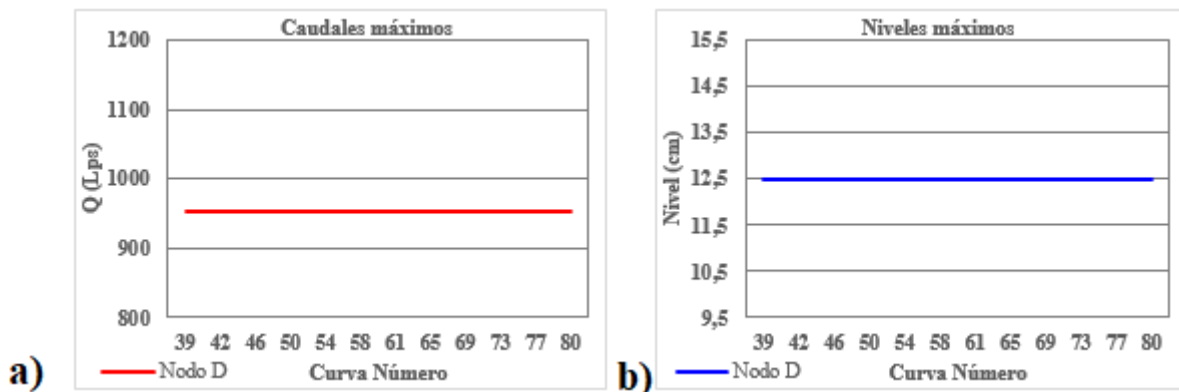 Caudales máximos
1200
1100
1000
900
800
Q (Lps)
39 42 46 50 54 58 61 65 69 73 77 80
Nodo D
Curva Número
a)
Niveles máximos
15,5
14,5
13,5
12,5
11,5
10,5
9,5
Nivel (cm)
39 42 46 50 54 58 61 65 69 73 77 80
Nodo D
Curva Número
b)